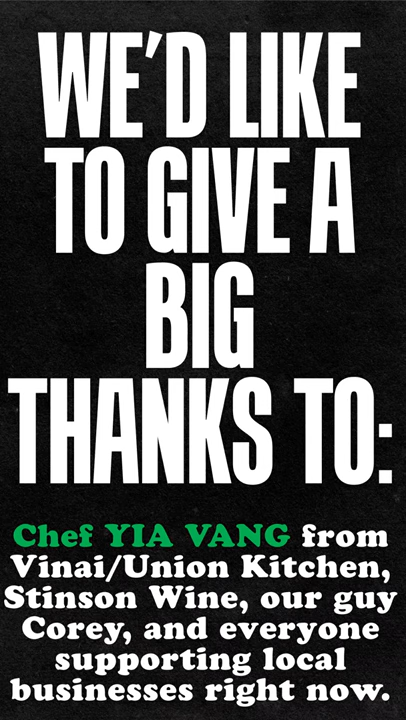 WE'D LIKE
TO GIVE A
BIG
THANKS TO:
Chef YIA VANG from
Vinai/Union Kitchen,
Stinson Wine, our guy
Corey, and everyone
supporting local
businesses right now.